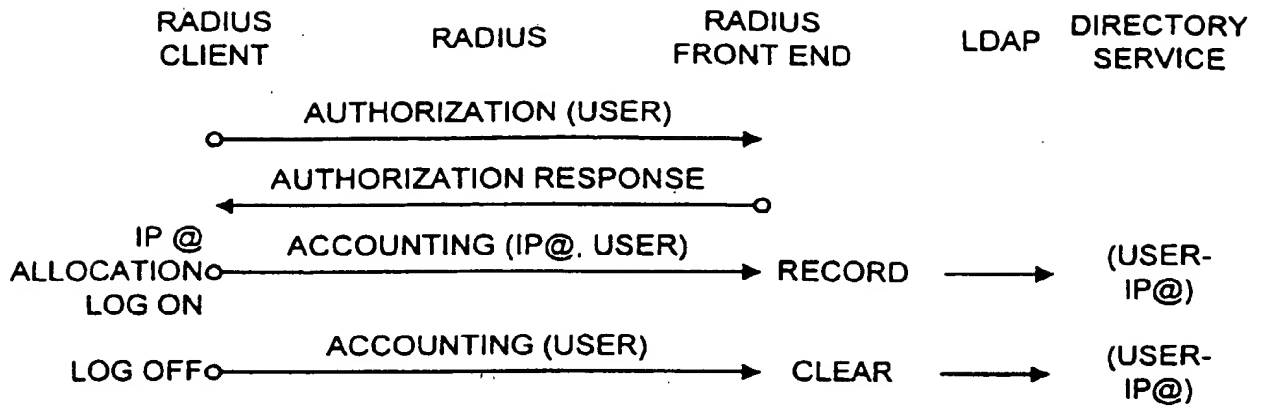 RADIUS CLIENT RADIUS RADIUS FRONT END LDAP DIRECTORY SERVICE
AUTHORIZATION (USER)
AUTHORIZATION RESPONSE
IP @
ALLOCATION
LOG ON
ACCOUNTING (IP@, USER)
RECORD
(USER-
IP@)
LOG OFF
ACCOUNTING (USER)
CLEAR
(USER-
IP@)